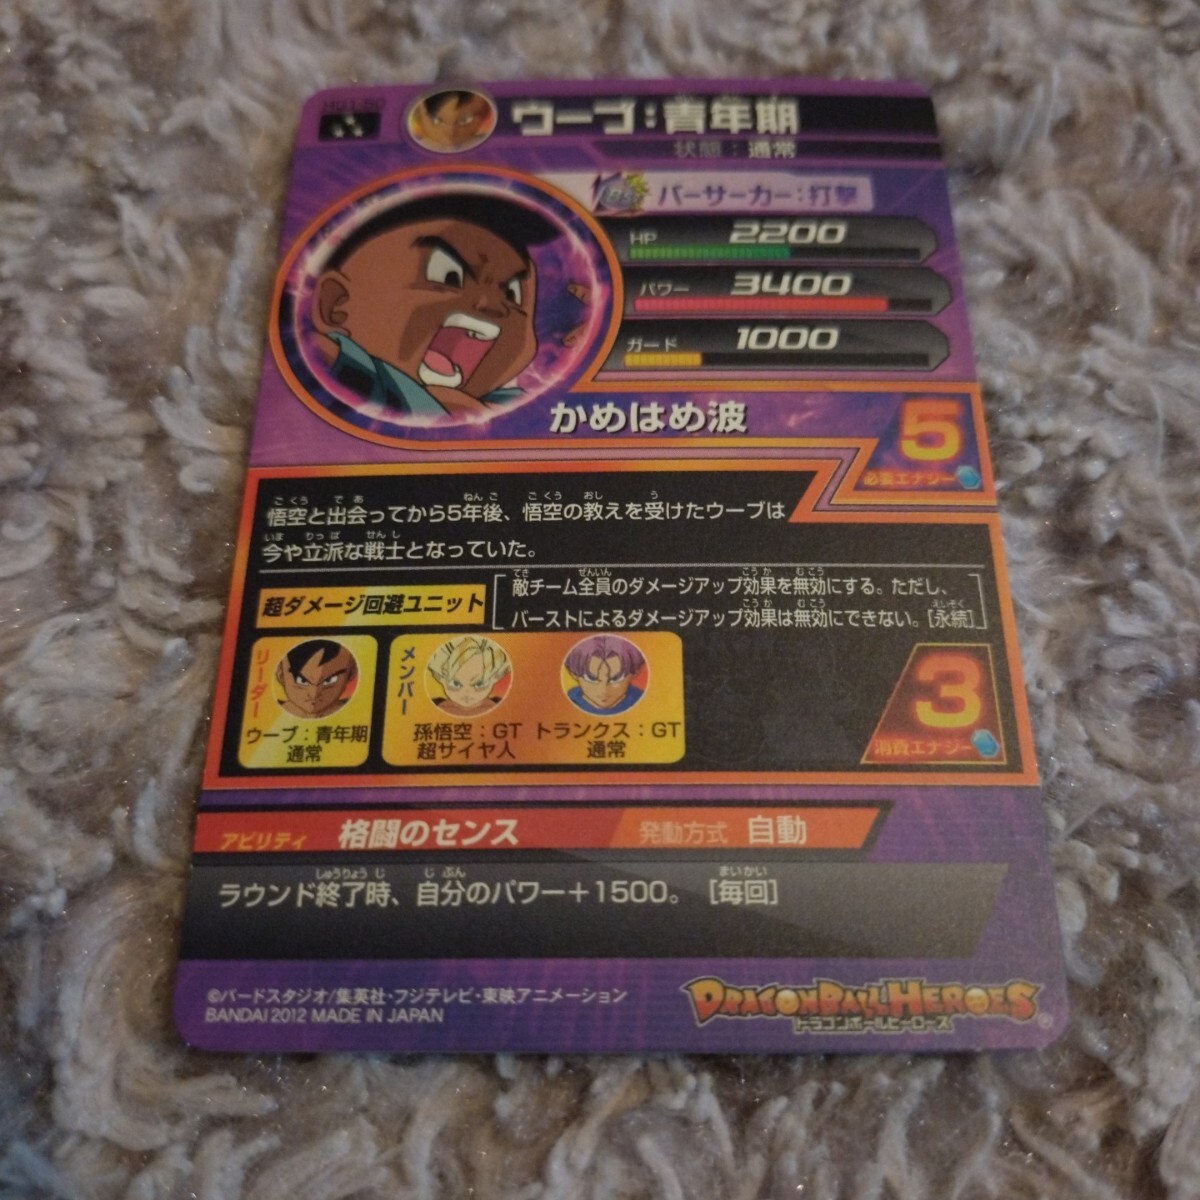 ウーブ:青年期
状態:通常
バーサーカー:打撃
HP 2200
パワー 3400
ガード 1000
かめはめ波
5
必要エナジー
悟空と出会ってから5年後、悟空の教えを受けたウーブは
今や立派な戦士となっていた。
超ダメージ回避ユニット
敵チーム全員のダメージアップ効果を無効にする。ただし、
バーストによるダメージアップ効果は無効にできない。[永続]
リーダー
ウーブ:青年期
通常
メンバー
孫悟空:GT
超サイヤ人
トランクス:GT
通常
3
消費エナジー
アビリティ 格闘のセンス 発動方式 自動
ラウンド終了時、自分のパワー+1500。 [毎回]
©バードスタジオ/集英社・フジテレビ・東映アニメーション
BANDAI 2012 MADE IN JAPAN
DRAGONBALL HEROES
ドラゴンボールヒーローズ